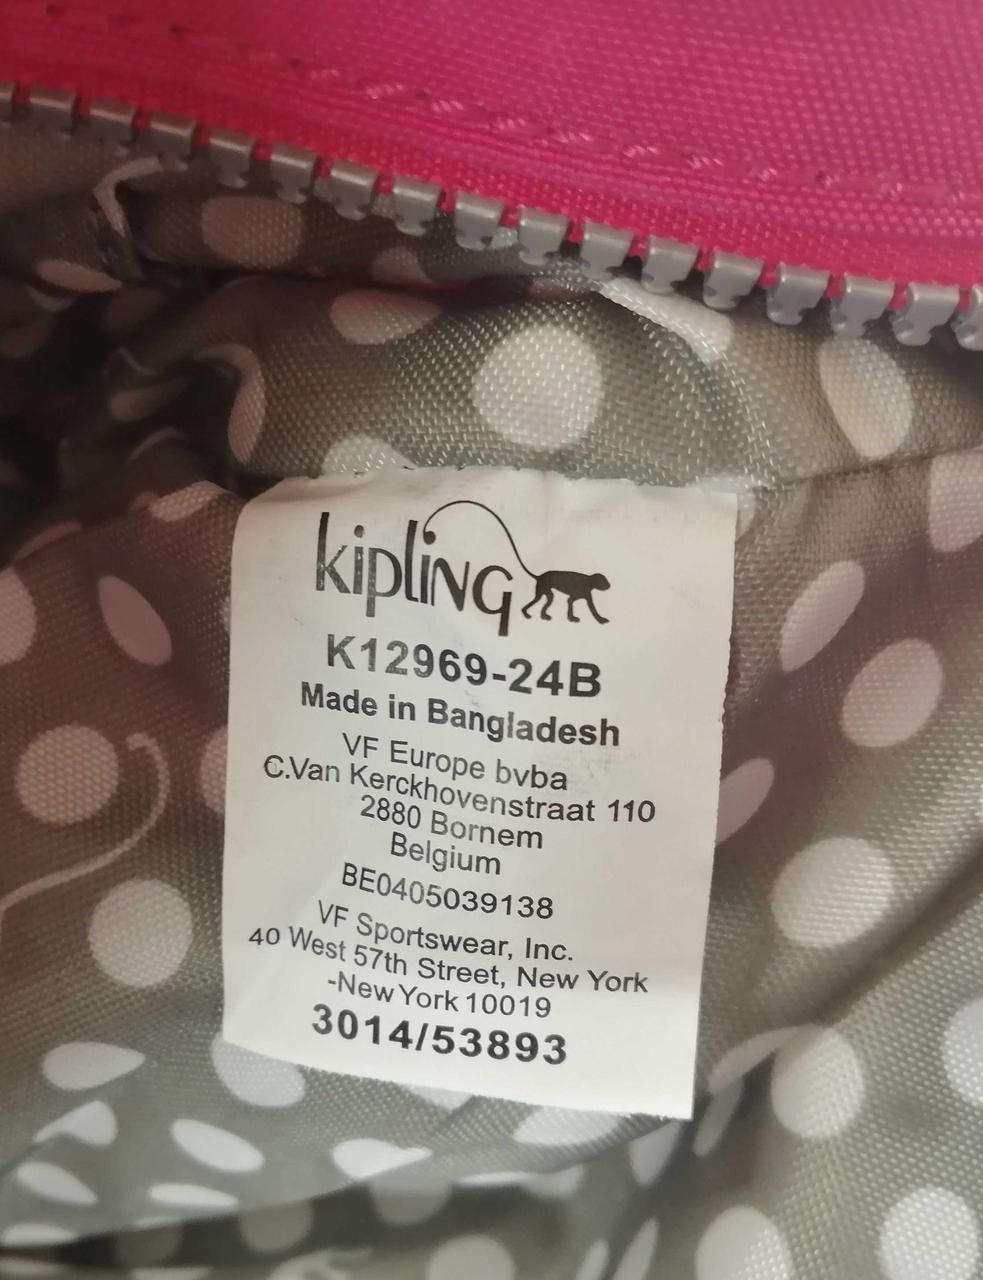 kipling
K12969-24B
Made in Bangladesh
VF Europe bvba
C.Van Kerckhovenstraat 110
2880 Bornem
Belgium
BE0405039138
VF Sportswear, Inc.
40 West 57th Street, New York
-New York 10019
3014/53893